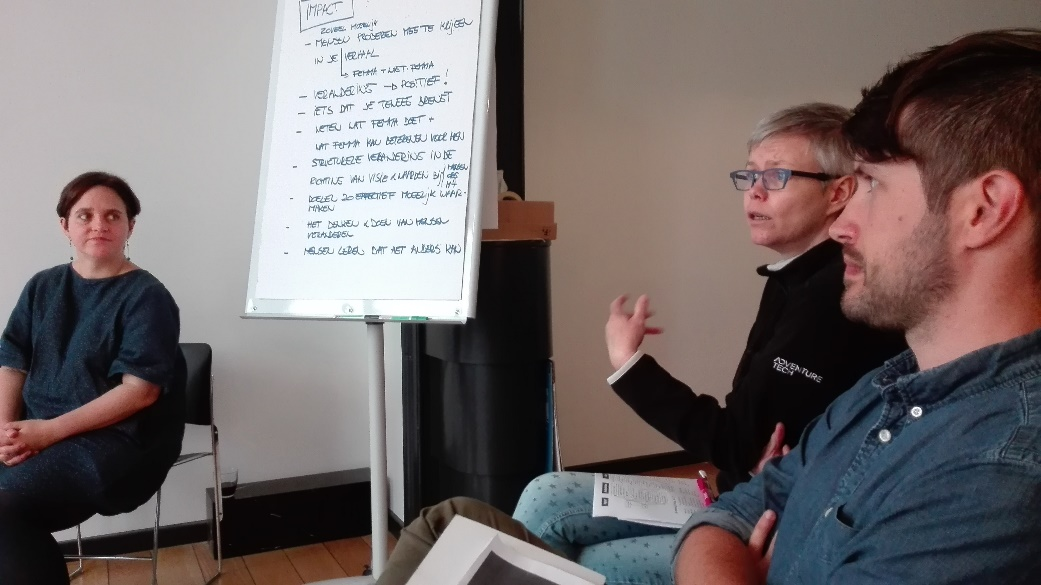 IMPACT
ZOVEEL MOGELIJK
- MENSEN PROBEREN MEE TE KRIJGEN
IN JE VERHAAL
↳ FEMMA + NIET-FEMMA
- VERANDERING → POSITIEF!
- IETS DAT JE TEWEEG BRENGT
- WETEN WAT FEMMA DOET +
WAT FEMMA KAN BETEKENEN VOOR HEN
- STRUCTURELE VERANDERING IN DE
RICHTING VAN VISIE & WAARDEN BIJ MENSEN
- DOELEN ZO EFFECTIEF MOGELIJK WAAR-
MAKEN
- HET DENKEN & DOEN VAN MENSEN
VERANDEREN
- MENSEN LEREN DAT HET ANDERS KAN
ADVENTURE
TECH